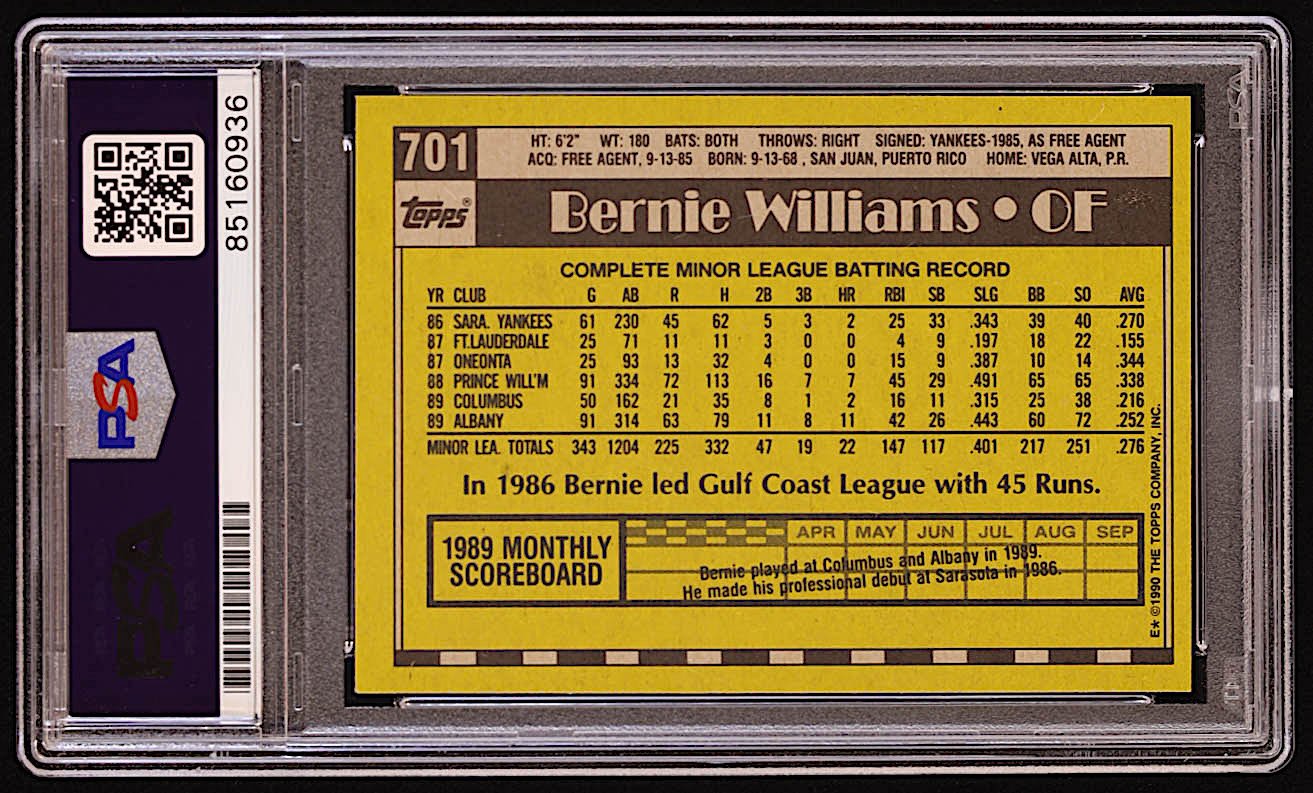 85160936
PSA
PSA
PSA
701
HT: 6'2" WT: 180 BATS: BOTH THROWS: RIGHT SIGNED: YANKEES-1985, AS FREE AGENT
ACQ: FREE AGENT, 9-13-85 BORN: 9-13-68 , SAN JUAN, PUERTO RICO HOME: VEGA ALTA, P.R.
Topps®
Bernie Williams • OF
COMPLETE MINOR LEAGUE BATTING RECORD
YR CLUB G AB R H 2B 3B HR RBI SB SLG BB SO AVG
86 SARA. YANKEES 61 230 45 62 5 3 2 25 33 .343 39 40 .270
87 FT.LAUDERDALE 25 71 11 11 3 0 0 4 9 .197 18 22 .155
87 ONEONTA 25 93 13 32 4 0 0 15 9 .387 10 14 .344
88 PRINCE WILL'M 91 334 72 113 16 7 7 45 29 .491 65 65 .338
89 COLUMBUS 50 162 21 35 8 1 2 16 11 .315 25 38 .216
89 ALBANY 91 314 63 79 11 8 11 42 26 .443 60 72 .252
MINOR LEA. TOTALS 343 1204 225 332 47 19 22 147 117 .401 217 251 .276
In 1986 Bernie led Gulf Coast League with 45 Runs.
1989 MONTHLY
SCOREBOARD
APR MAY JUN JUL AUG SEP
Bernie played at Columbus and Albany in 1989.
He made his professional debut at Sarasota in 1986.
E* ©1990 THE TOPPS COMPANY, INC.